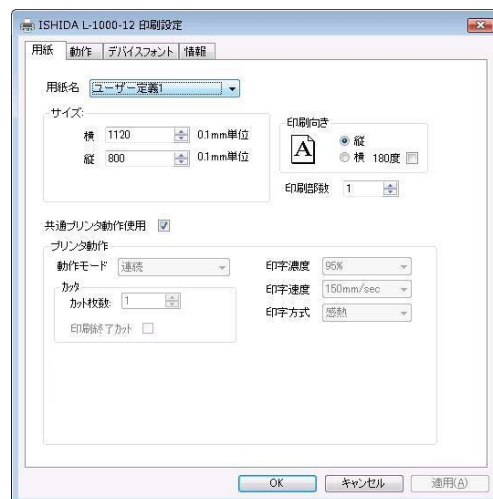 ISHIDA L-1000-12 印刷設定
用紙 動作 デバイスフォント 情報
用紙名 ユーザー定義1
サイズ:
横 1120 0.1mm単位
縦 800 0.1mm単位
印刷向き
A
縦
横 180度
印刷部数 1
共通プリンタ動作使用
プリンタ動作
動作モード 連続
カッタ
カット枚数: 1
印刷終了カット
印字濃度 95%
印字速度 150mm/sec
印字方式 感熱
OK キャンセル 適用(A)